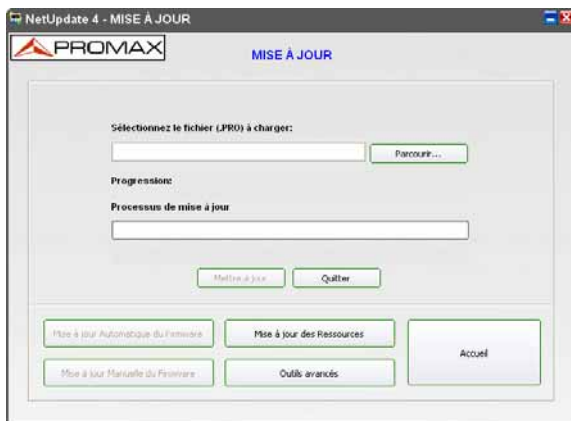 NetUpdate 4 - MISE À JOUR
PROMAX
MISE À JOUR
Sélectionnez le fichier (.PRO) à charger:
Parcourir...
Progression:
Processus de mise à jour
Mettre à jour
Quitter
Mise à jour Automatique du Firmware
Mise à jour des Ressources
Accueil
Mise à jour Manuelle du Firmware
Outils avancés